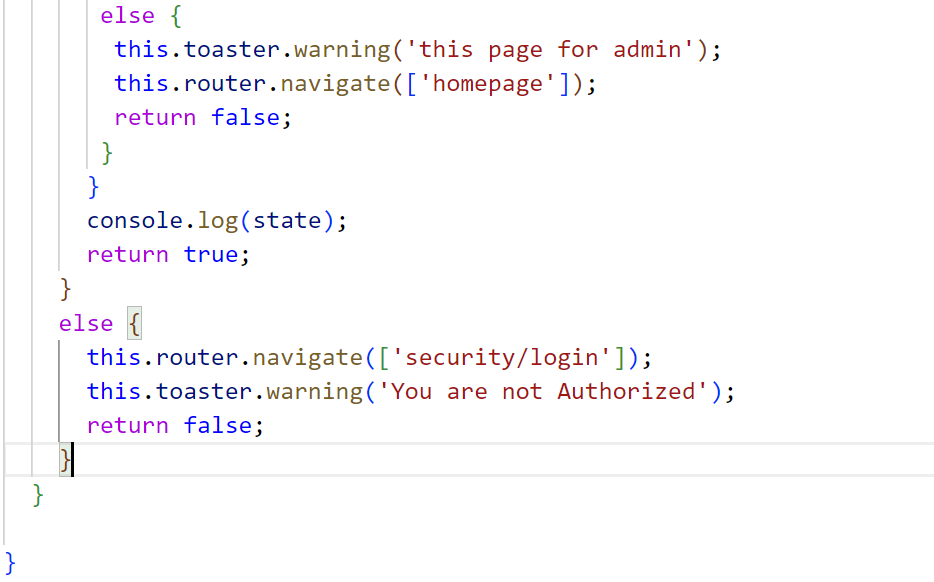 else {
this.toaster.warning('this page for admin');
this.router.navigate(['homepage']);
return false;
}
}
console.log(state);
return true;
}
else {
this.router.navigate(['security/login']);
this.toaster.warning('You are not Authorized');
return false;
}
}
}